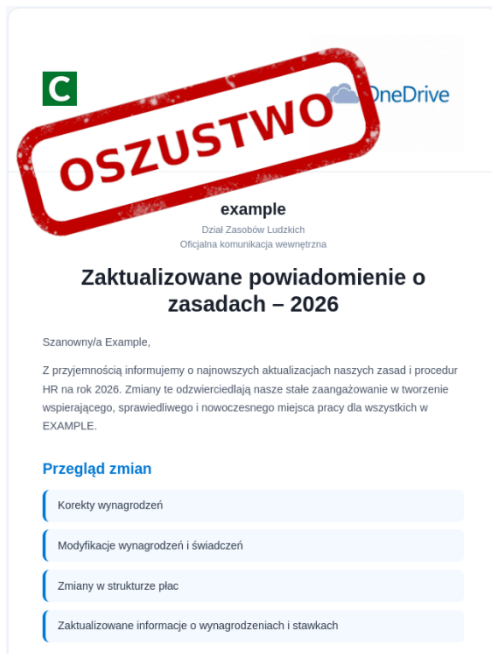 C
OneDrive
OSZUSTWO
example
Dział Zasobów Ludzkich
Oficjalna komunikacja wewnętrzna
Zaktualizowane powiadomienie o
zasadach – 2026
Szanowny/a Example,
Z przyjemnością informujemy o najnowszych aktualizacjach naszych zasad i procedur
HR na rok 2026. Zmiany te odzwierciedlają nasze stałe zaangażowanie w tworzenie
wspierającego, sprawiedliwego i nowoczesnego miejsca pracy dla wszystkich w
EXAMPLE.
Przegląd zmian
Korekty wynagrodzeń
Modyfikacje wynagrodzeń i świadczeń
Zmiany w strukturze płac
Zaktualizowane informacje o wynagrodzeniach i stawkach